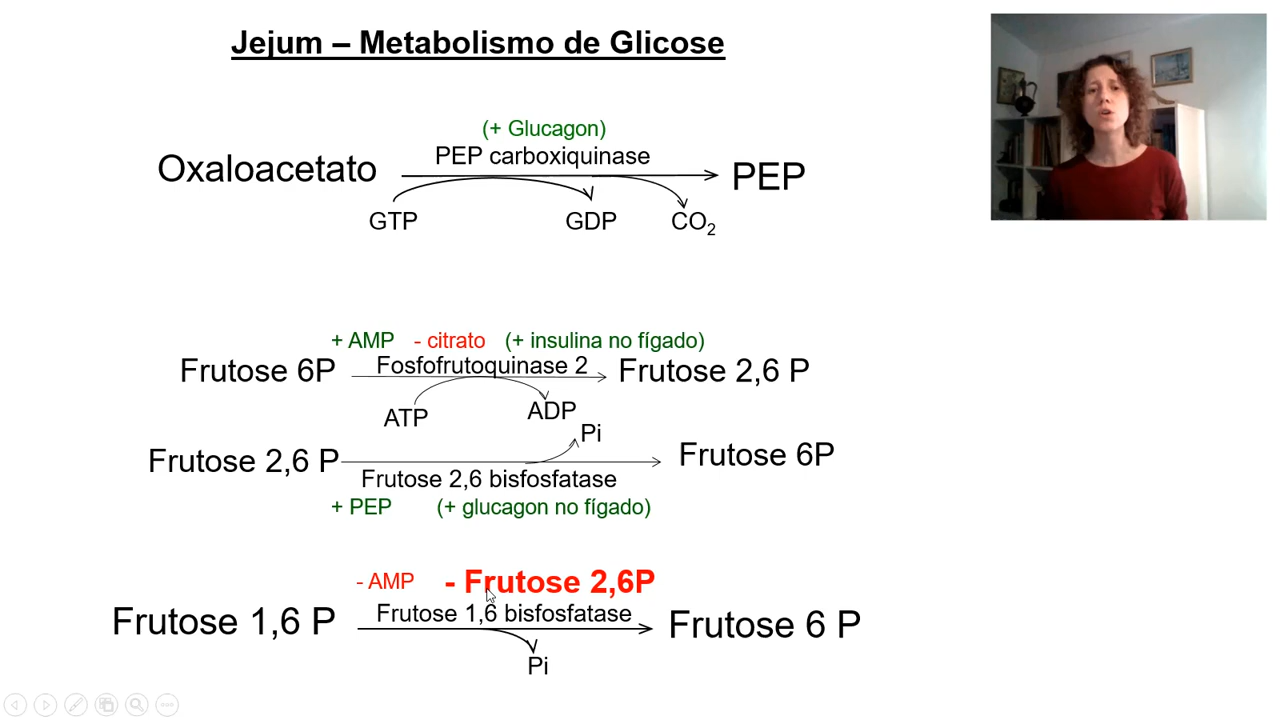 Jejum – Metabolismo de Glicose
(+ Glucagon)
PEP carboxiquinase
Oxaloacetato
PEP
GTP
GDP
CO₂
+ AMP - citrato (+ insulina no fígado)
Fosfofrutoquinase 2
Frutose 6P
Frutose 2,6 P
ATP
ADP
Pi
Frutose 2,6 P
Frutose 6P
Frutose 2,6 bisfosfatase
+ PEP (+ glucagon no fígado)
- AMP - Frutose 2,6P
Frutose 1,6 bisfosfatase
Frutose 1,6 P
Frutose 6 P
Pi